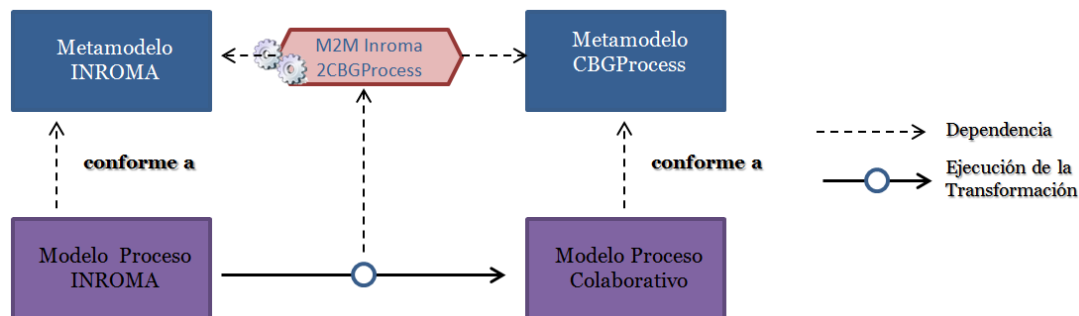 Metamodelo
INROMA
M2M Inroma
2CBGProcess
Metamodelo
CBGProcess
conforme a
conforme a
Dependencia
Ejecución de la
Transformación
Modelo Proceso
INROMA
Modelo Proceso
Colaborativo